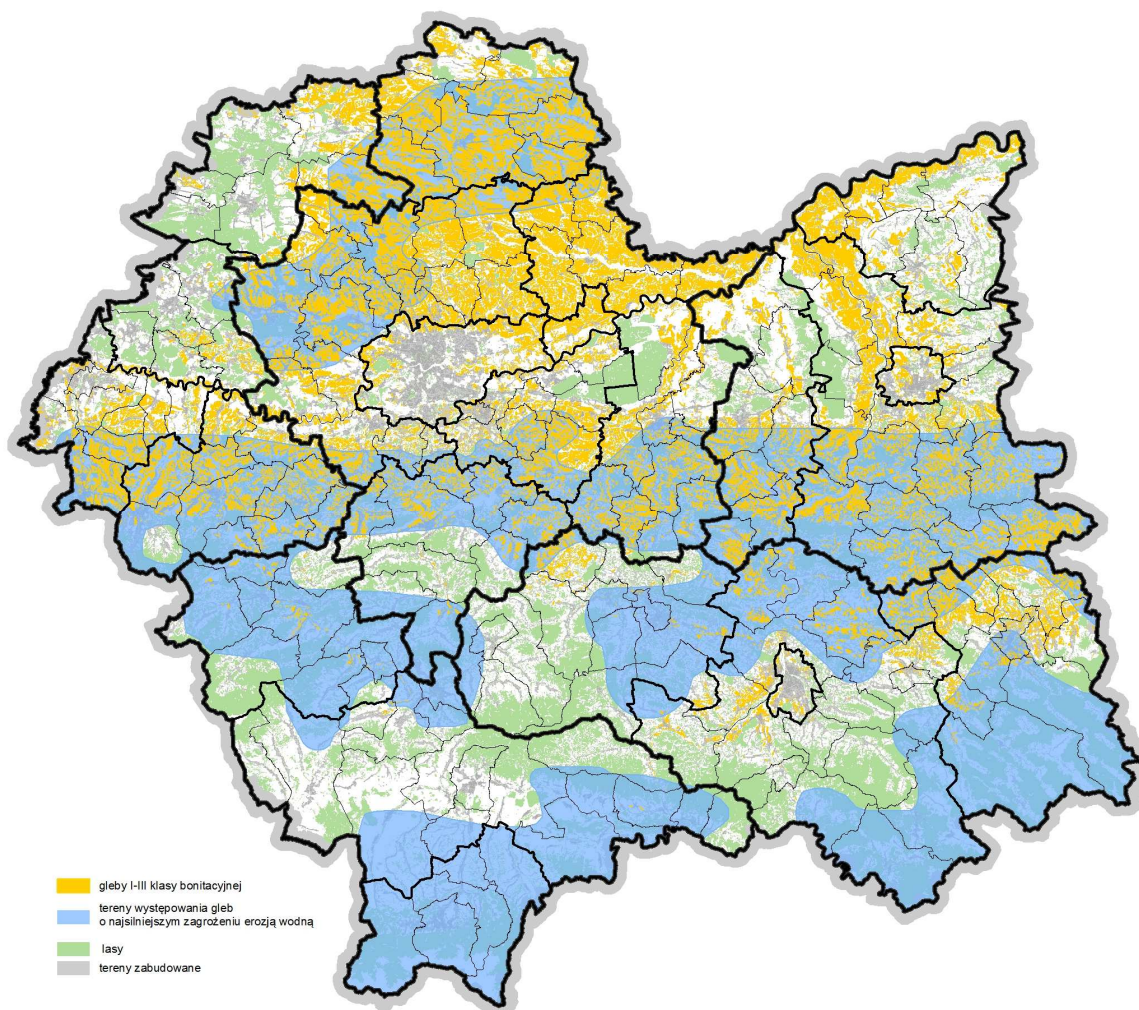 gleby I-III klasy bonitacyjnej
tereny występowania gleb
o najsilniejszym zagrożeniu erozją wodną
lasy
tereny zabudowane